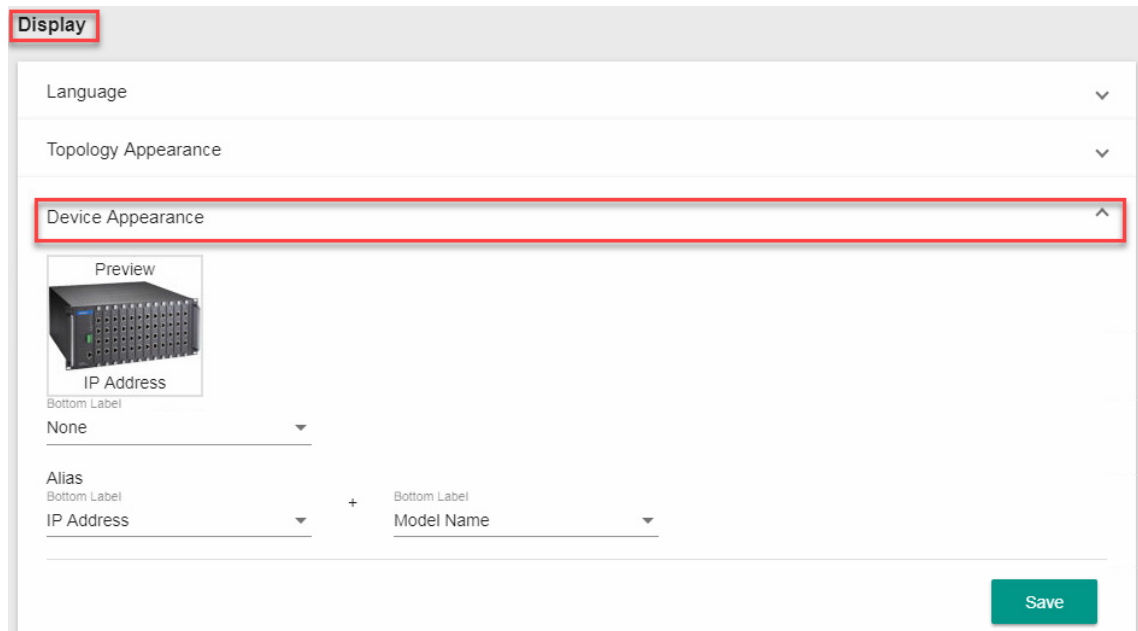 Display
Language
Topology Appearance
Device Appearance
Preview
IP Address
Bottom Label
None
Alias
Bottom Label
IP Address
+
Bottom Label
Model Name
Save